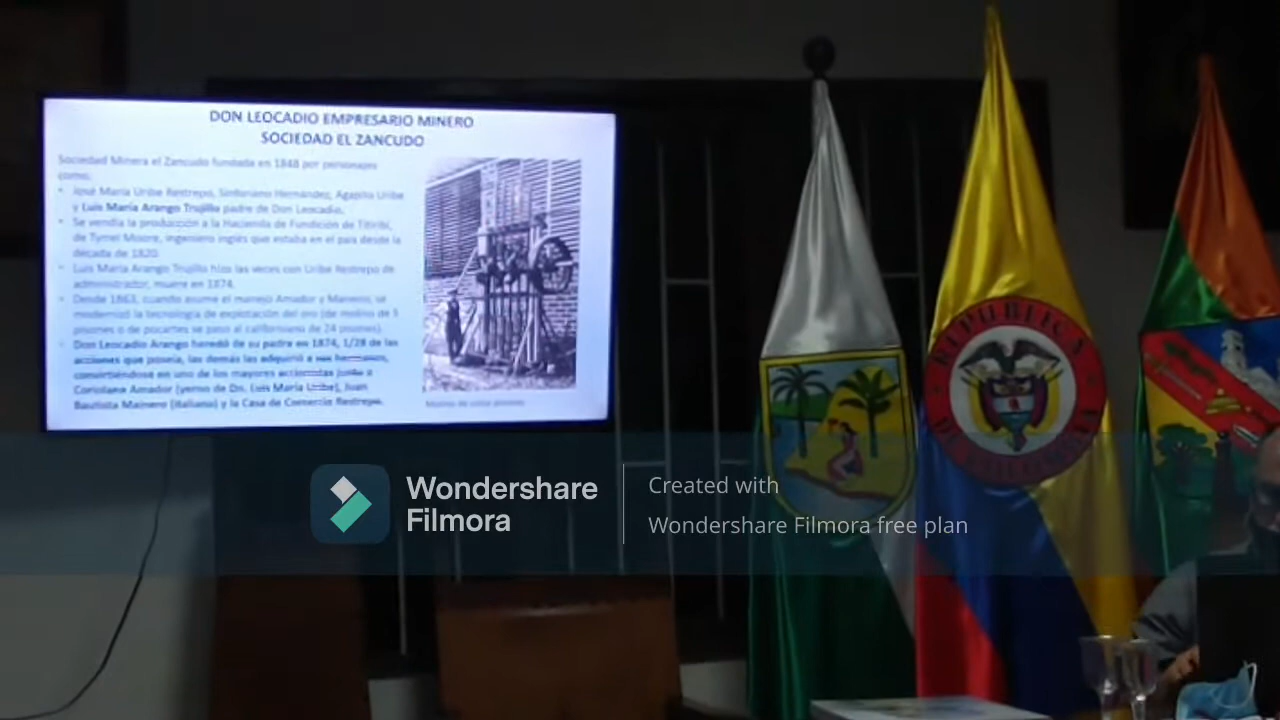 DON LEOCADIO EMPRESARIO MINERO
SOCIEDAD EL ZANCUDO
Sociedad Minera el Zancudo fundada en 1848 por personajes
como:
• José María Uribe Restrepo, Sinforiano Hernández, Agapito Uribe
y Luis María Arango Trujillo padre de Don Leocadio.
• Se vendía la producción a la Hacienda de Fundición de Titiribí,
de Tyrrel Moore, ingeniero inglés que estaba en el país desde la
década de 1820.
• Luis María Arango Trujillo hizo las veces con Uribe Restrepo de
administrador, muere en 1874.
• Desde 1863, cuando asume el manejo Amador y Mainero, se
modernizó la tecnología de explotación del oro (de molino de 3
pisones o de pocartes se pasó al californiano de 24 pisones).
• Don Leocadio Arango heredó de su padre en 1874, 1/28 de las
acciones que poseía, las demás las adquirió a sus hermanos,
convirtiéndose en uno de los mayores accionistas junto a
Coriolano Amador (yerno de Dn. Luis María Uribe), Juan
Bautista Mainero (italiano) y la Casa de Comercio Restrepo.
Molino de
REPUBLICA
DE COLOMBIA
Wondershare
Filmora
Created with
Wondershare Filmora free plan